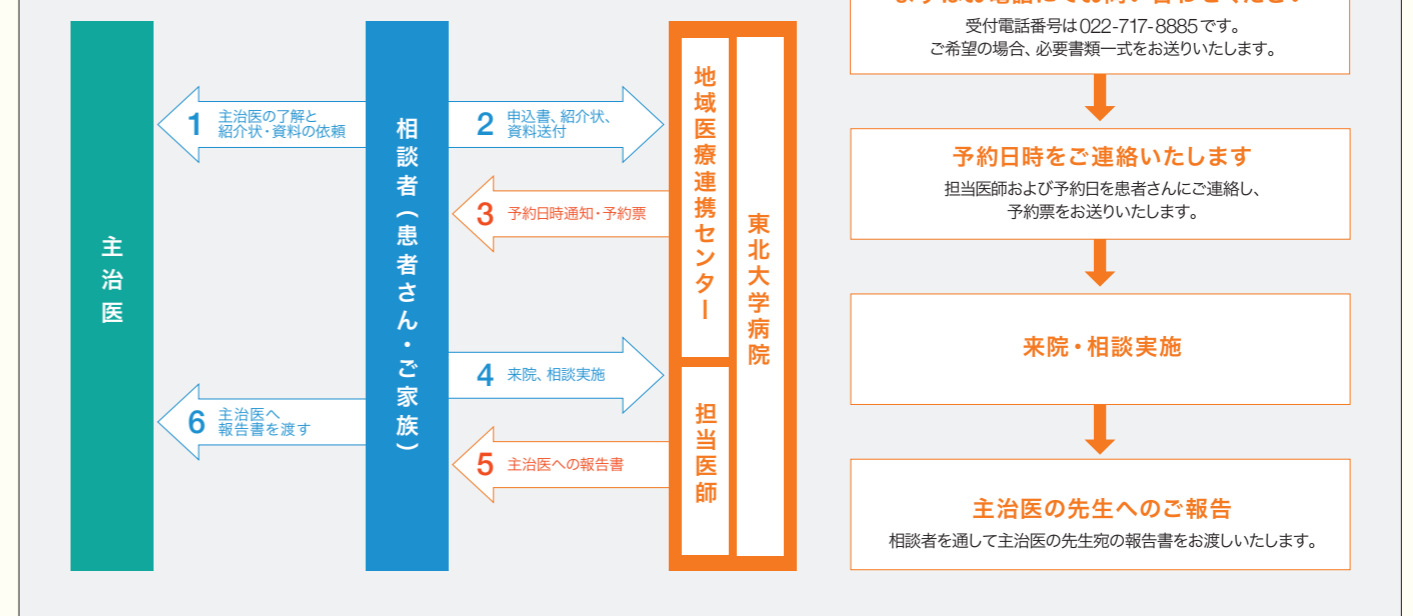 主治医
1
主治医の了解と
紹介状・資料の依頼
6
主治医へ
報告書を渡す
相談者（患者さん・ご家族）
2
申込書、紹介状、
資料送付
3
予約日時通知・予約票
4
来院、相談実施
5
主治医への報告書
地域医療連携センター
担当医師
東北大学病院
受付電話番号は022-717-8885です。
ご希望の場合、必要書類一式をお送りいたします。
予約日時をご連絡いたします
担当医師および予約日を患者さんにご連絡し、
予約票をお送りいたします。
来院・相談実施
主治医の先生へのご報告
相談者を通して主治医の先生宛の報告書をお渡しいたします。